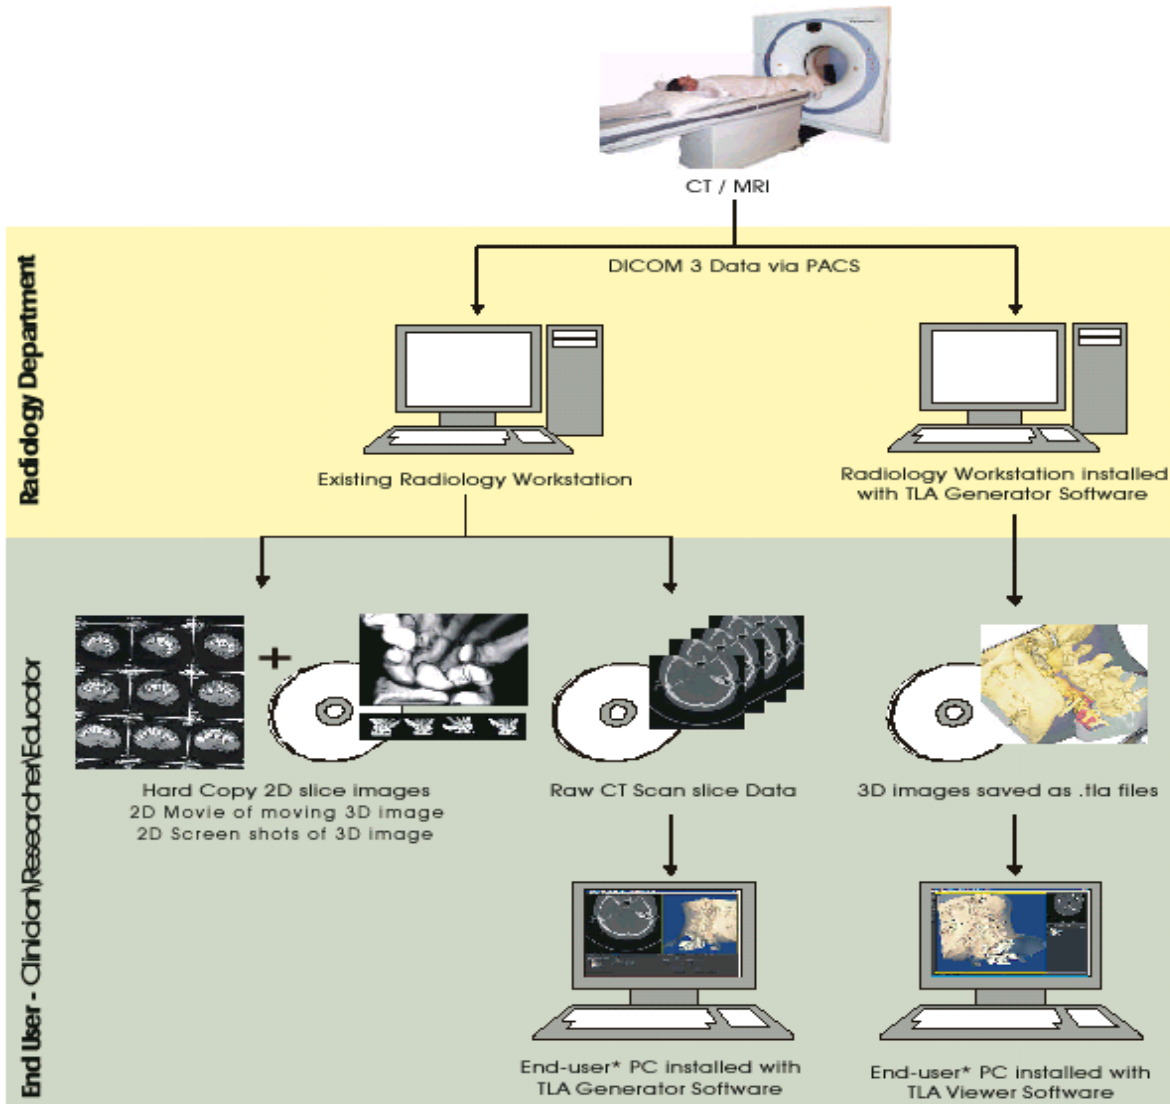 CT / MRI
DICOM 3 Data via PACS
Radiology Department
Existing Radiology Workstation
Radiology Workstation installed
with TLA Generator Software
End User - Clinician\Researcher\Educator
Hard Copy 2D slice images
2D Movie of moving 3D image
2D Screen shots of 3D image
Raw CT Scan slice Data
3D images saved as .tla files
End-user* PC installed with
TLA Generator Software
End-user* PC installed with
TLA Viewer Software